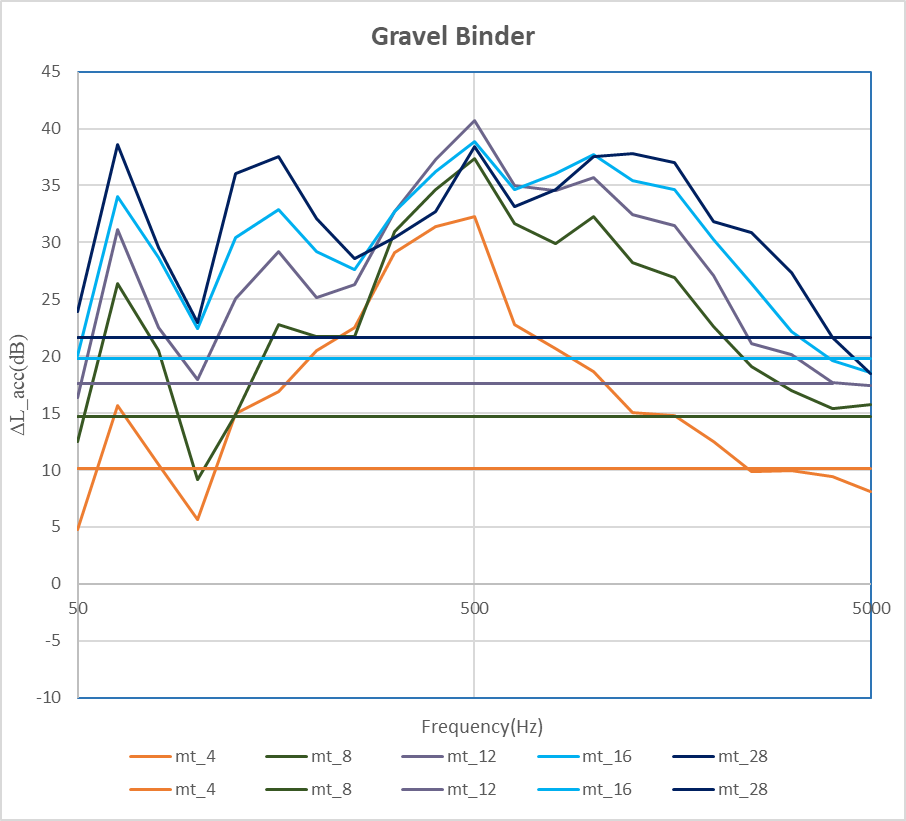 Gravel Binder
45
40
35
30
25
20
15
10
5
0
-5
-10
ΔL_acc(dB)
50 500 5000
Frequency(Hz)
mt_4 mt_8 mt_12 mt_16 mt_28
mt_4 mt_8 mt_12 mt_16 mt_28